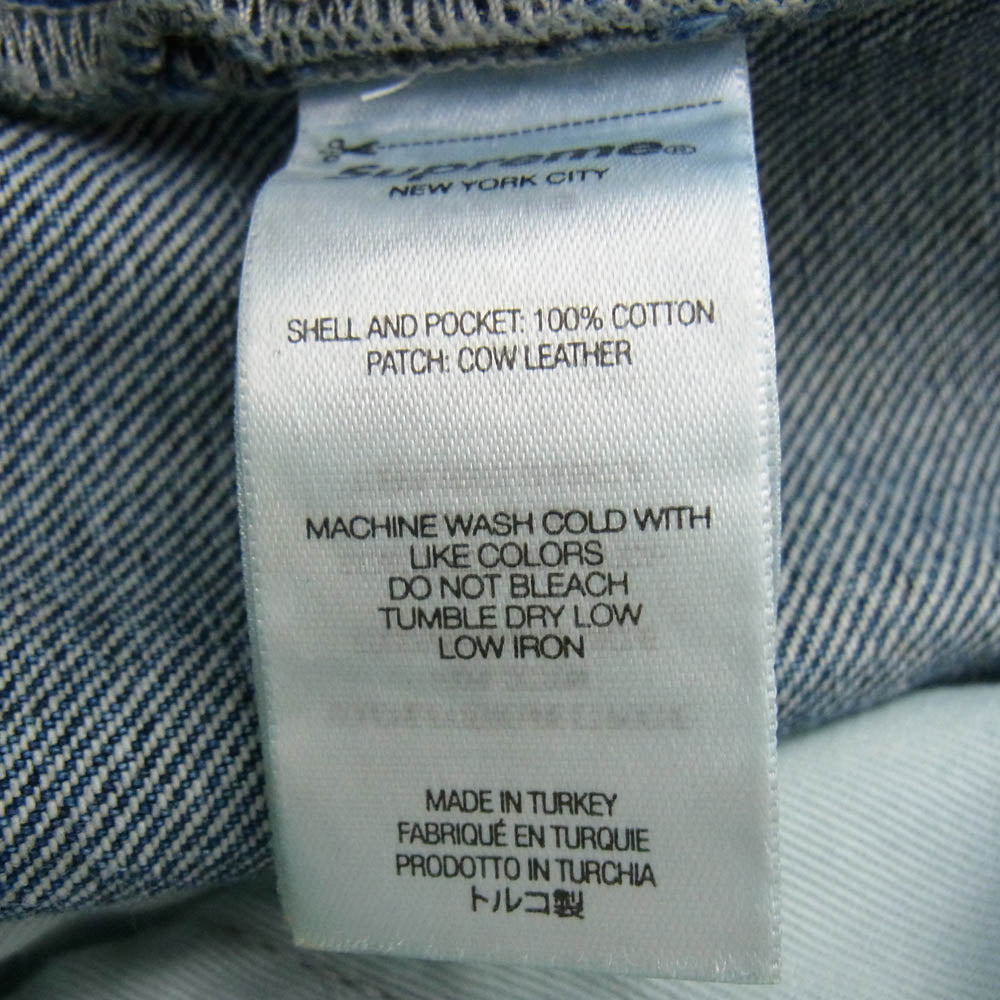 Supreme®
NEW YORK CITY
SHELL AND POCKET: 100% COTTON
PATCH: COW LEATHER
MACHINE WASH COLD WITH
LIKE COLORS
DO NOT BLEACH
TUMBLE DRY LOW
LOW IRON
MADE IN TURKEY
FABRIQUÉ EN TURQUIE
PRODOTTO IN TURCHIA
トルコ製